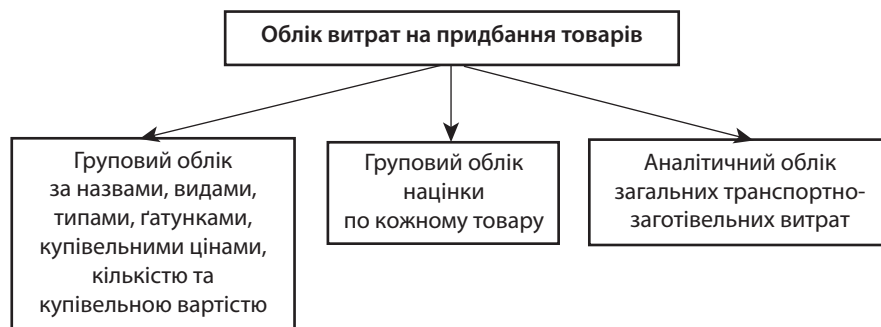 Облік витрат на придбання товарів
Груповий облік
за назвами, видами,
типами, ґатунками,
купівельними цінами,
кількістю та
купівельною вартістю
Груповий облік
націнки
по кожному товару
Аналітичний облік
загальних транспортно-
заготівельних витрат